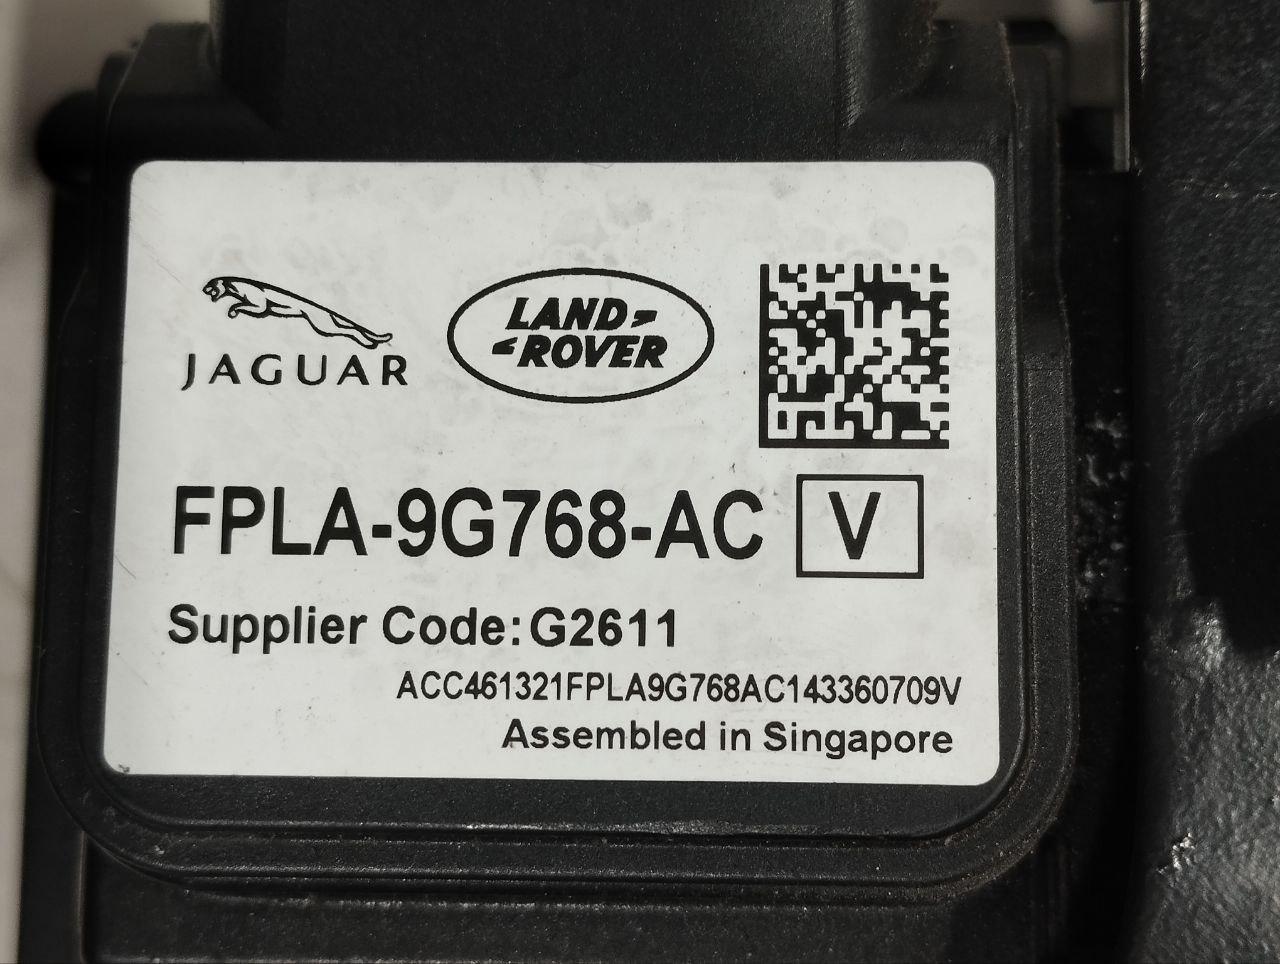 JAGUAR
LAND
ROVER
FPLA-9G768-AC V
Supplier Code: G2611
ACC461321FPLA9G768AC143360709V
Assembled in Singapore